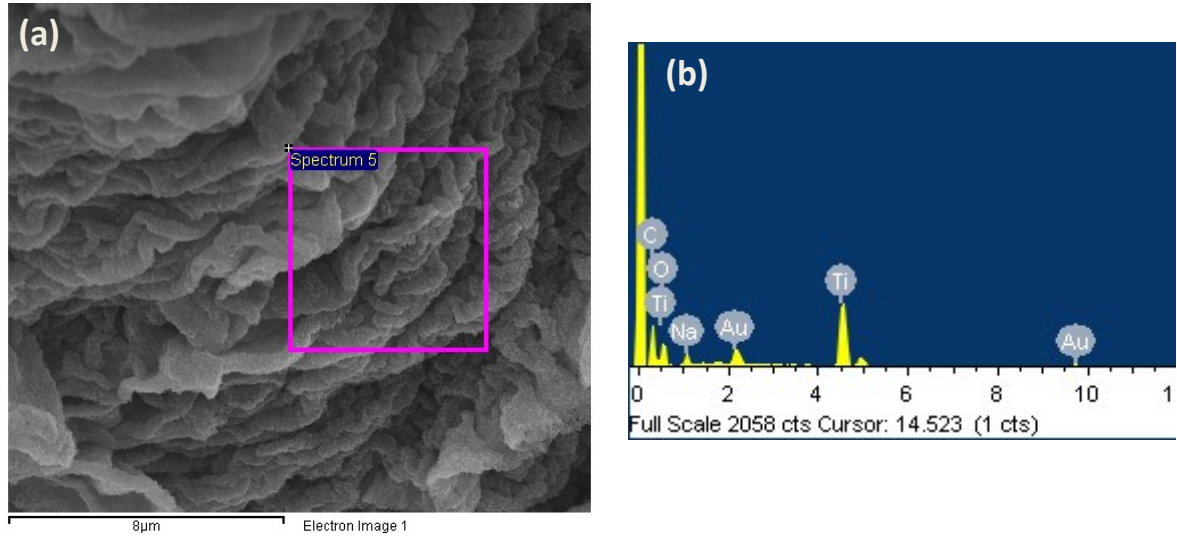 (a)
Spectrum 5
8µm
Electron Image 1
(b)
C
O
Ti
Na
Au
Ti
Au
0 2 4 6 8 10 1
Full Scale 2058 cts Cursor: 14.523 (1 cts)